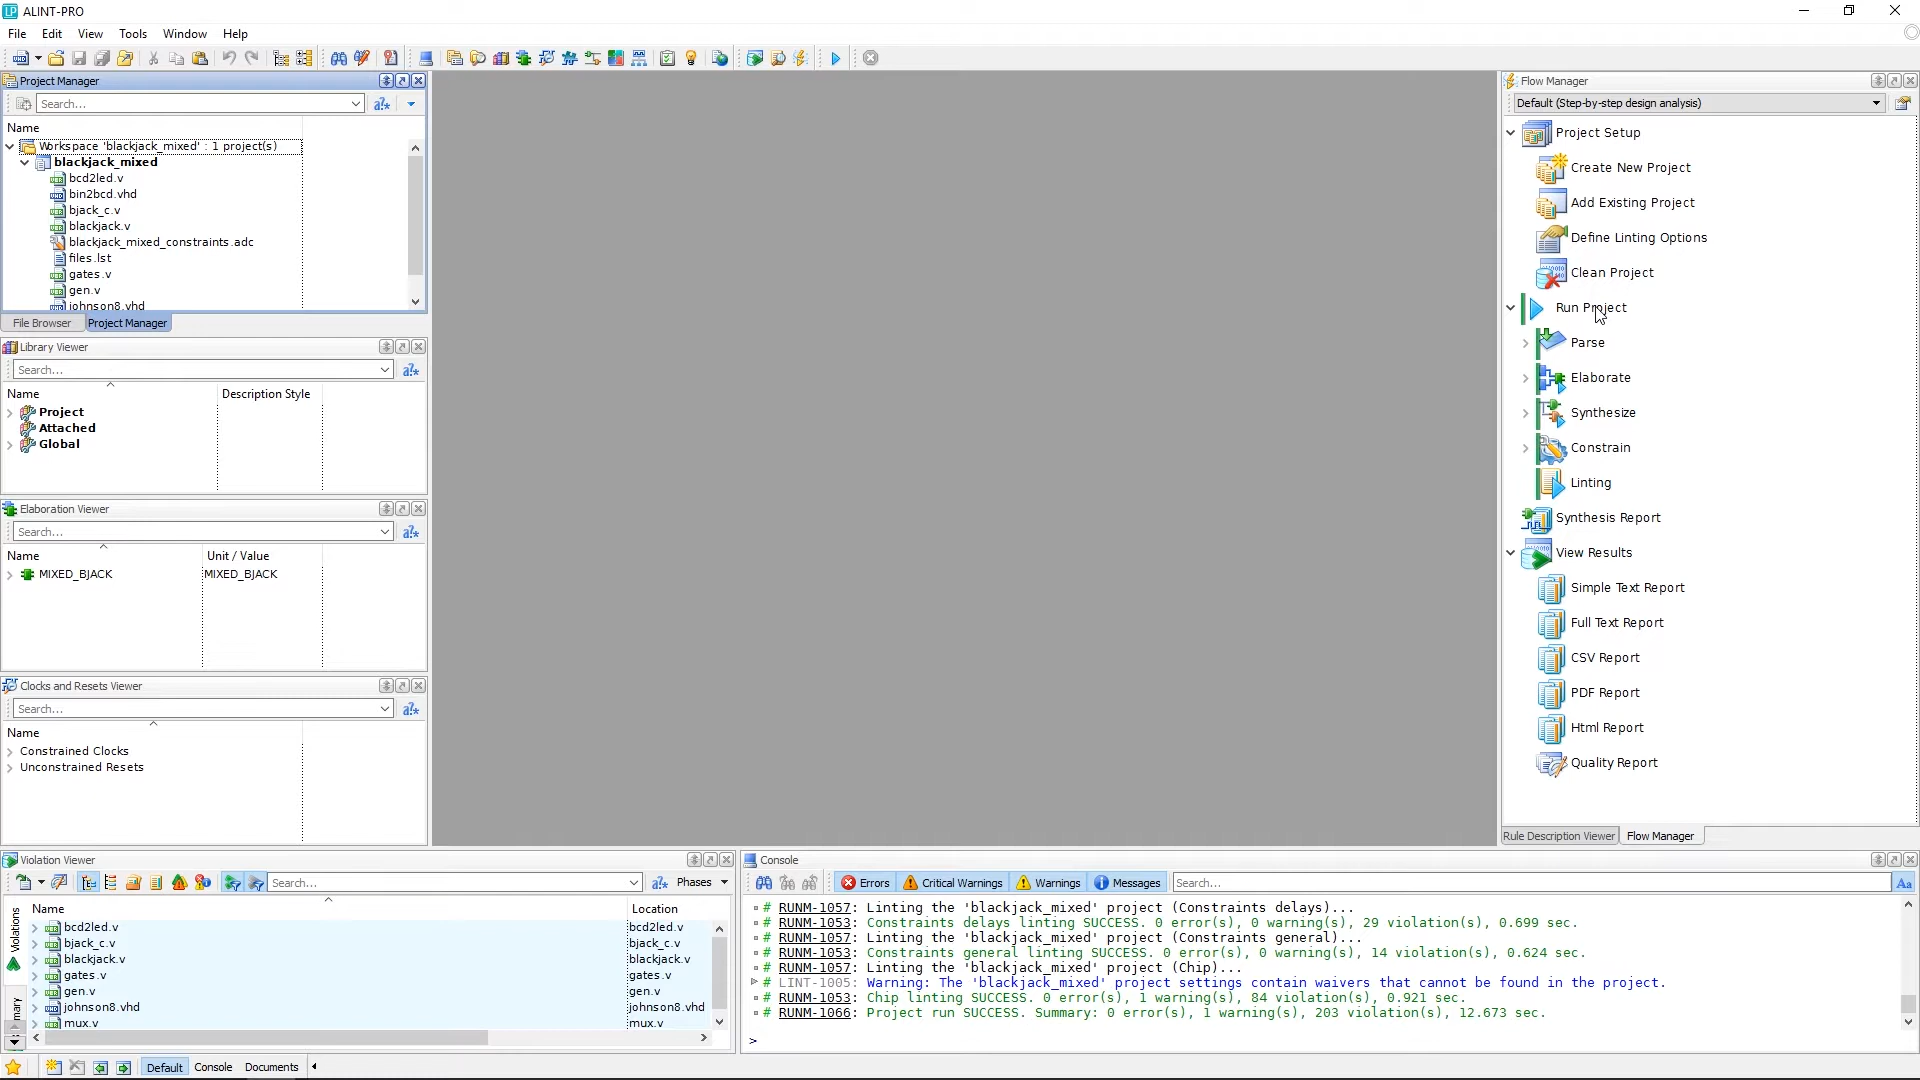 ALINT-PRO
File Edit View Tools Window Help
Project Manager
Search...
Name
Workspace 'blackjack_mixed' : 1 project(s)
blackjack_mixed
bcd2led.v
bin2bcd.vhd
bjack_c.v
blackjack.v
blackjack_mixed_constraints.adc
files.lst
gates.v
gen.v
johnson8.vhd
File Browser Project Manager
Library Viewer
Search...
Name Description Style
Project
Attached
Global
Elaboration Viewer
Search...
Name Unit / Value
MIXED_BJACK MIXED_BJACK
Clocks and Resets Viewer
Search...
Name
Constrained Clocks
Unconstrained Resets
Flow Manager
Default (Step-by-step design analysis)
Project Setup
Create New Project
Add Existing Project
Define Linting Options
Clean Project
Run Project
Parse
Elaborate
Synthesize
Constrain
Linting
Synthesis Report
View Results
Simple Text Report
Full Text Report
CSV Report
PDF Report
Html Report
Quality Report
Rule Description Viewer Flow Manager
Violation Viewer
Search... Phases
Violations
Name Location
bcd2led.v bcd2led.v
bjack_c.v bjack_c.v
blackjack.v blackjack.v
gates.v gates.v
gen.v gen.v
johnson8.vhd johnson8.vhd
mux.v mux.v
Console
Errors Critical Warnings Warnings Messages Search... Aa
# RUNM-1057: Linting the 'blackjack_mixed' project (Constraints delays)...
# RUNM-1053: Constraints delays linting SUCCESS. 0 error(s), 0 warning(s), 29 violation(s), 0.699 sec.
# RUNM-1057: Linting the 'blackjack_mixed' project (Constraints general)...
# RUNM-1053: Constraints general linting SUCCESS. 0 error(s), 0 warning(s), 14 violation(s), 0.624 sec.
# RUNM-1057: Linting the 'blackjack_mixed' project (Chip)...
# LINT-1005: Warning: The 'blackjack_mixed' project settings contain waivers that cannot be found in the project.
# RUNM-1053: Chip linting SUCCESS. 0 error(s), 1 warning(s), 84 violation(s), 0.921 sec.
# RUNM-1066: Project run SUCCESS. Summary: 0 error(s), 1 warning(s), 203 violation(s), 12.673 sec.
>
Default Console Documents